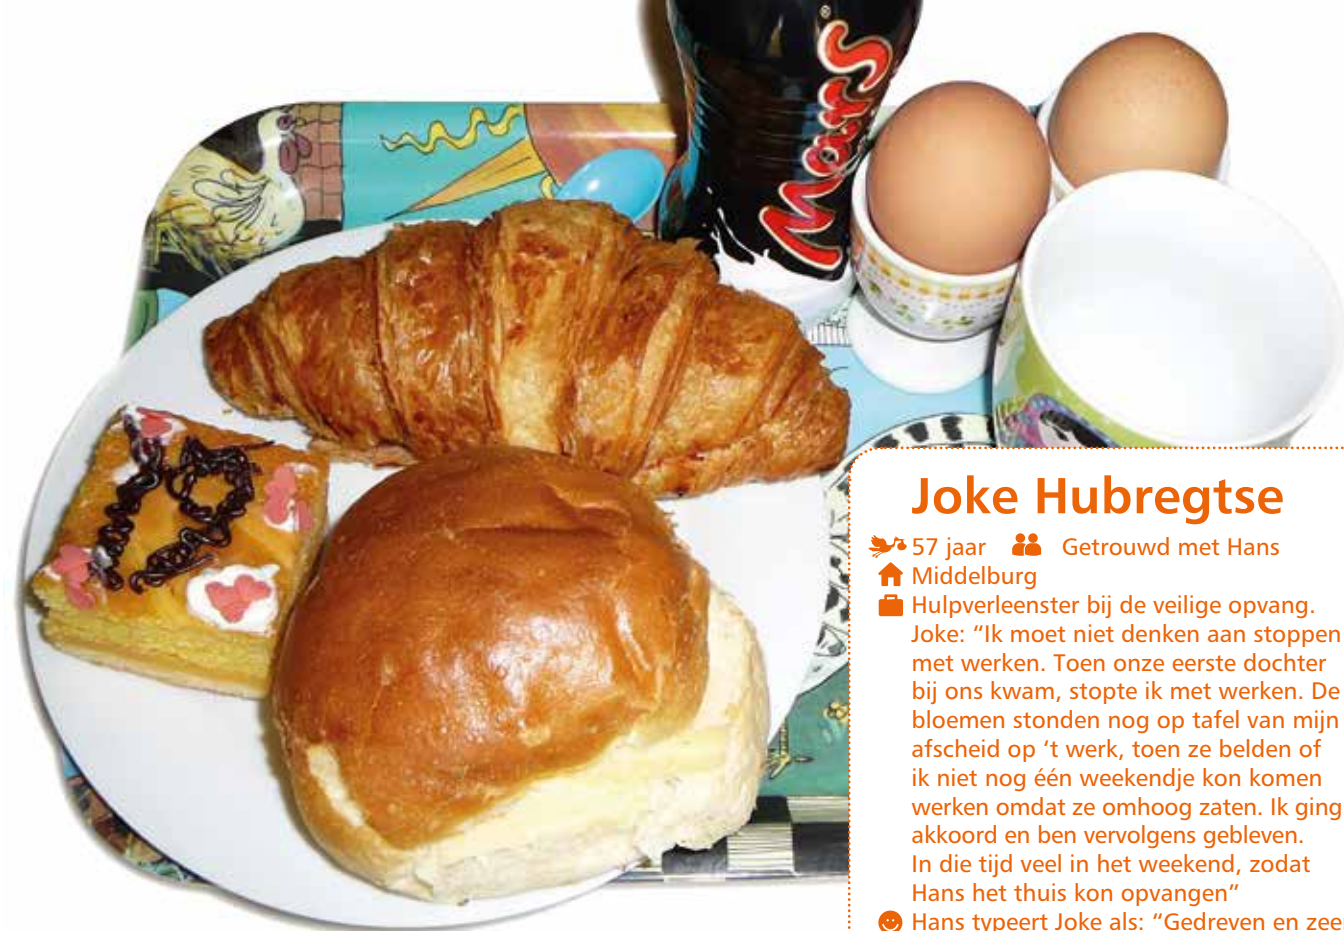 Mars
19
Joke Hubregtse
57 jaar Getrouwd met Hans
Middelburg
Hulpverleenster bij de veilige opvang.
Joke: “Ik moet niet denken aan stoppen
met werken. Toen onze eerste dochter
bij ons kwam, stopte ik met werken. De
bloemen stonden nog op tafel van mijn
afscheid op ‘t werk, toen ze belden of
ik niet nog één weekendje kon komen
werken omdat ze omhoog zaten. Ik ging
akkoord en ben vervolgens gebleven.
In die tijd veel in het weekend, zodat
Hans het thuis kon opvangen”
Hans typeert Joke als: “Gedreven en zee